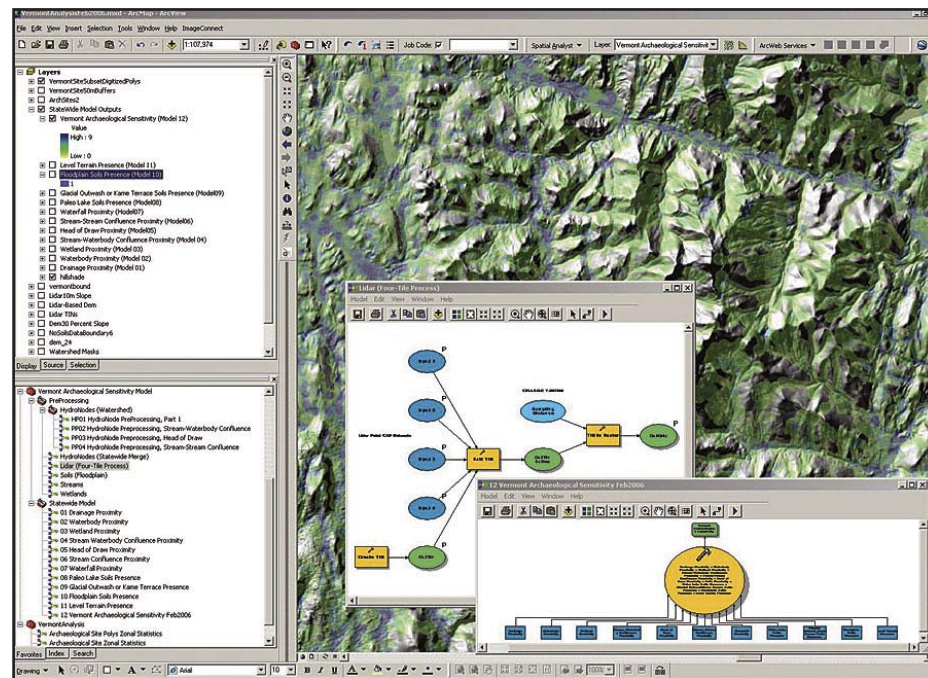 VermontAnalysisFeb2006.mxd - ArcMap - ArcView
File Edit View Insert Selection Tools Window Help ImageConnect
1:107,374 Job Code: Spatial Analyst Layer: Vermont Archaeological Sensitivit ArcWeb Services
Layers
VermontSiteSubsetDigitizedPolys
VermontSite50mBuffers
ArchSites2
StateWide Model Outputs
Vermont Archaeological Sensitivity (Model 12)
Value
High : 9
Low : 0
Level Terrain Presence (Model 11)
Floodplain Soils Presence (Model 10)
1
Glacial Outwash or Kame Terrace Soils Presence (Model09)
Paleo Lake Soils Presence (Model08)
Waterfall Proximity (Model07)
Stream-Stream Confluence Proximity (Model06)
Head of Draw Proximity (Model05)
Stream-Waterbody Confluence Proximity (Model 04)
Wetland Proximity (Model 03)
Waterbody Proximity (Model 02)
Drainage Proximity (Model 01)
hillshade
vermontbound
Lidar10m Slope
Lidar-Based Dem
Lidar TINs
Dem30 Percent Slope
NoSoilsDataBoundary6
dem_24
Watershed Masks
Display Source Selection
Vermont Archaeological Sensitivity Model
PreProcessing
HydroNodes (Watershed)
HP01 HydroNode PreProcessing, Part 1
PP02 HydroNode Preprocessing, Stream-Waterbody Confluence
PP03 HydroNode Preprocessing, Head of Draw
PP04 HydroNode Preprocessing, Stream-Stream Confluence
HydroNodes (Statewide Merge)
Lidar (Four-Tile Process)
Soils (Floodplain)
Streams
Wetlands
Statewide Model
01 Drainage Proximity
02 Waterbody Proximity
03 Wetland Proximity
04 Stream Waterbody Confluence Proximity
05 Head of Draw Proximity
06 Stream Confluence Proximity
07 Waterfall Proximity
08 Paleo Lake Soils Presence
09 Glacial Outwash or Kame Terrace Presence
10 Floodplain Soils Presence
11 Level Terrain Presence
12 Vermont Archaeological Sensitivity Feb2006
VermontAnalysis
Archaeological Site Polys Zonal Statistics
Archaeological Site Zonal Statistics
Favorites Index Search
Drawing Arial 10 B I U A 100%
Lidar (Four-Tile Process)
Model Edit View Window Help
P
P
P
P
P
P
Edit TIN
Create TIN
12 Vermont Archaeological Sensitivity Feb2006
Model Edit View Window Help